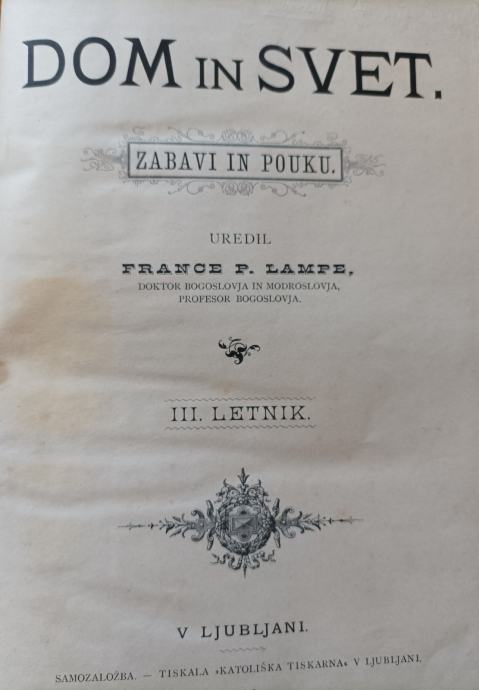 DOM IN SVET.
ZABAVI IN POUKU.
UREDIL
FRANCE P. LAMPE,
DOKTOR BOGOSLOVJA IN MODROSLOVJA,
PROFESOR BOGOSLOVJA.
III. LETNIK.
V LJUBLJANI.
SAMOZALOŽBA. — TISKALA »KATOLIŠKA TISKARNA« V LJUBLJANI.